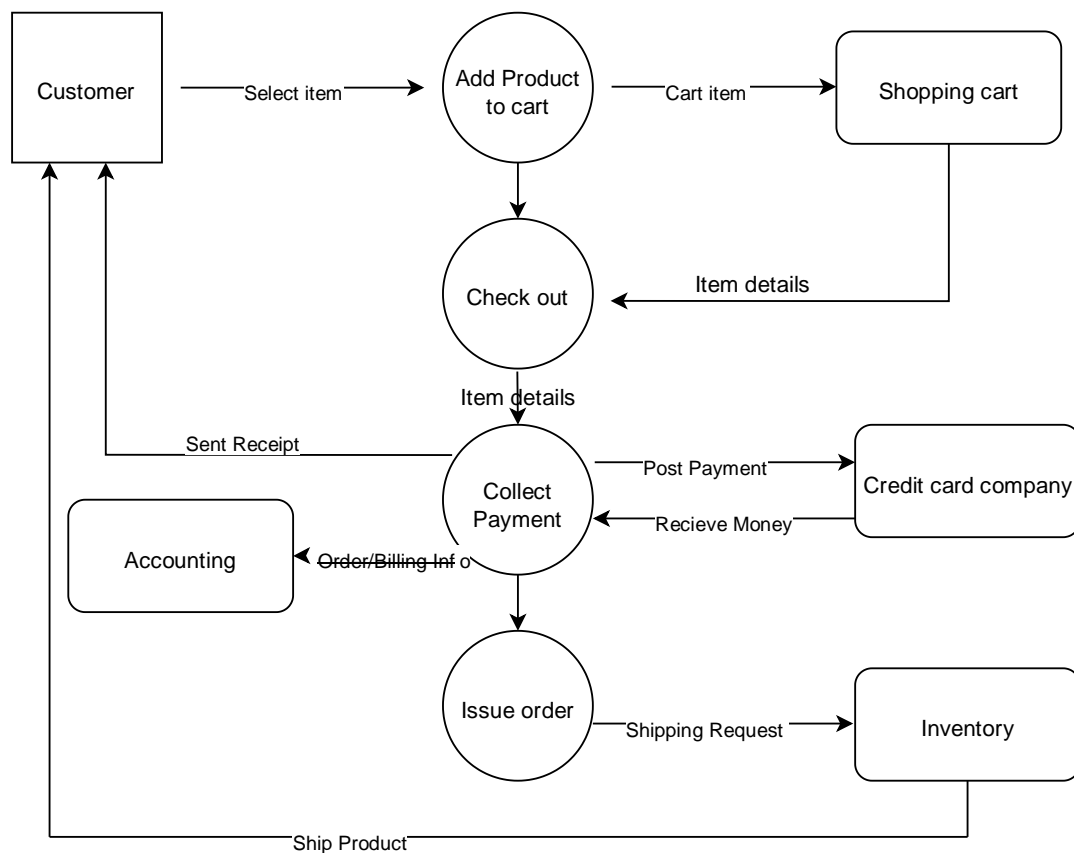 Customer
Select item
Add Product
to cart
Cart item
Shopping cart
Check out
Item details
Item details
Sent Receipt
Collect
Payment
Post Payment
Credit card company
Recieve Money
Accounting
Order/Billing Info
Issue order
Shipping Request
Inventory
Ship Product